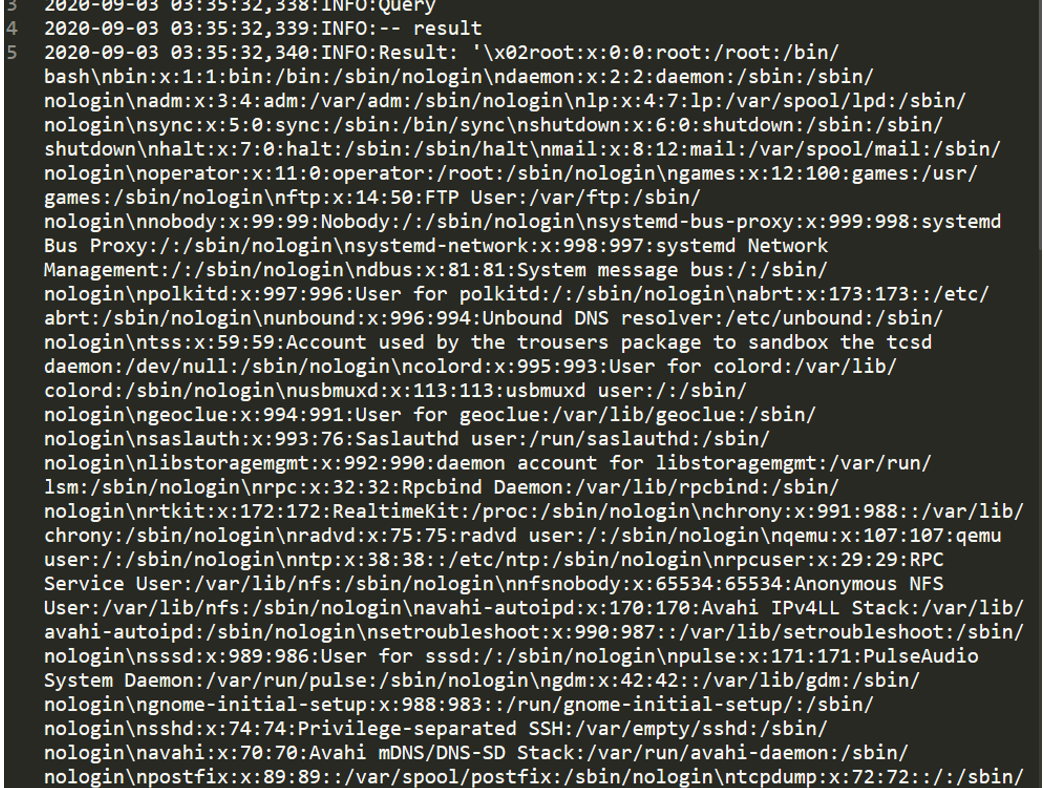 3 2020-09-03 03:35:32,338:INFO:Query
4 2020-09-03 03:35:32,339:INFO:-- result
5 2020-09-03 03:35:32,340:INFO:Result: '\x02root:x:0:0:root:/root:/bin/
bash\nbin:x:1:1:bin:/bin:/sbin/nologin\ndaemon:x:2:2:daemon:/sbin:/sbin/
nologin\nadm:x:3:4:adm:/var/adm:/sbin/nologin\nlp:x:4:7:lp:/var/spool/lpd:/sbin/
nologin\nsync:x:5:0:sync:/sbin:/bin/sync\nshutdown:x:6:0:shutdown:/sbin:/sbin/
shutdown\nhalt:x:7:0:halt:/sbin:/sbin/halt\nmail:x:8:12:mail:/var/spool/mail:/sbin/
nologin\noperator:x:11:0:operator:/root:/sbin/nologin\ngames:x:12:100:games:/usr/
games:/sbin/nologin\nftp:x:14:50:FTP User:/var/ftp:/sbin/
nologin\nnobody:x:99:99:Nobody:/:/sbin/nologin\nsystemd-bus-proxy:x:999:998:systemd
Bus Proxy:/:/sbin/nologin\nsystemd-network:x:998:997:systemd Network
Management:/:/sbin/nologin\ndbus:x:81:81:System message bus:/:/sbin/
nologin\npolkitd:x:997:996:User for polkitd:/:/sbin/nologin\nabrt:x:173:173::/etc/
abrt:/sbin/nologin\nunbound:x:996:994:Unbound DNS resolver:/etc/unbound:/sbin/
nologin\ntss:x:59:59:Account used by the trousers package to sandbox the tcsd
daemon:/dev/null:/sbin/nologin\ncolord:x:995:993:User for colord:/var/lib/
colord:/sbin/nologin\nusbmuxd:x:113:113:usbmuxd user:/:/sbin/
nologin\ngeoclue:x:994:991:User for geoclue:/var/lib/geoclue:/sbin/
nologin\nsaslauth:x:993:76:Saslauthd user:/run/saslauthd:/sbin/
nologin\nlibstoragemgmt:x:992:990:daemon account for libstoragemgmt:/var/run/
lsm:/sbin/nologin\nrpc:x:32:32:Rpcbind Daemon:/var/lib/rpcbind:/sbin/
nologin\nrtkit:x:172:172:RealtimeKit:/proc:/sbin/nologin\nchrony:x:991:988::/var/lib/
chrony:/sbin/nologin\nradvd:x:75:75:radvd user:/:/sbin/nologin\nqemu:x:107:107:qemu
user:/:/sbin/nologin\nntp:x:38:38::/etc/ntp:/sbin/nologin\nrpcuser:x:29:29:RPC
Service User:/var/lib/nfs:/sbin/nologin\nnfsnobody:x:65534:65534:Anonymous NFS
User:/var/lib/nfs:/sbin/nologin\navahi-autoipd:x:170:170:Avahi IPv4LL Stack:/var/lib/
avahi-autoipd:/sbin/nologin\nsetroubleshoot:x:990:987::/var/lib/setroubleshoot:/sbin/
nologin\nsssd:x:989:986:User for sssd:/:/sbin/nologin\npulse:x:171:171:PulseAudio
System Daemon:/var/run/pulse:/sbin/nologin\ngdm:x:42:42::/var/lib/gdm:/sbin/
nologin\ngnome-initial-setup:x:988:983::/run/gnome-initial-setup/:/sbin/
nologin\nsshd:x:74:74:Privilege-separated SSH:/var/empty/sshd:/sbin/
nologin\navahi:x:70:70:Avahi mDNS/DNS-SD Stack:/var/run/avahi-daemon:/sbin/
nologin\npostfix:x:89:89::/var/spool/postfix:/sbin/nologin\ntcpdump:x:72:72::/:/sbin/